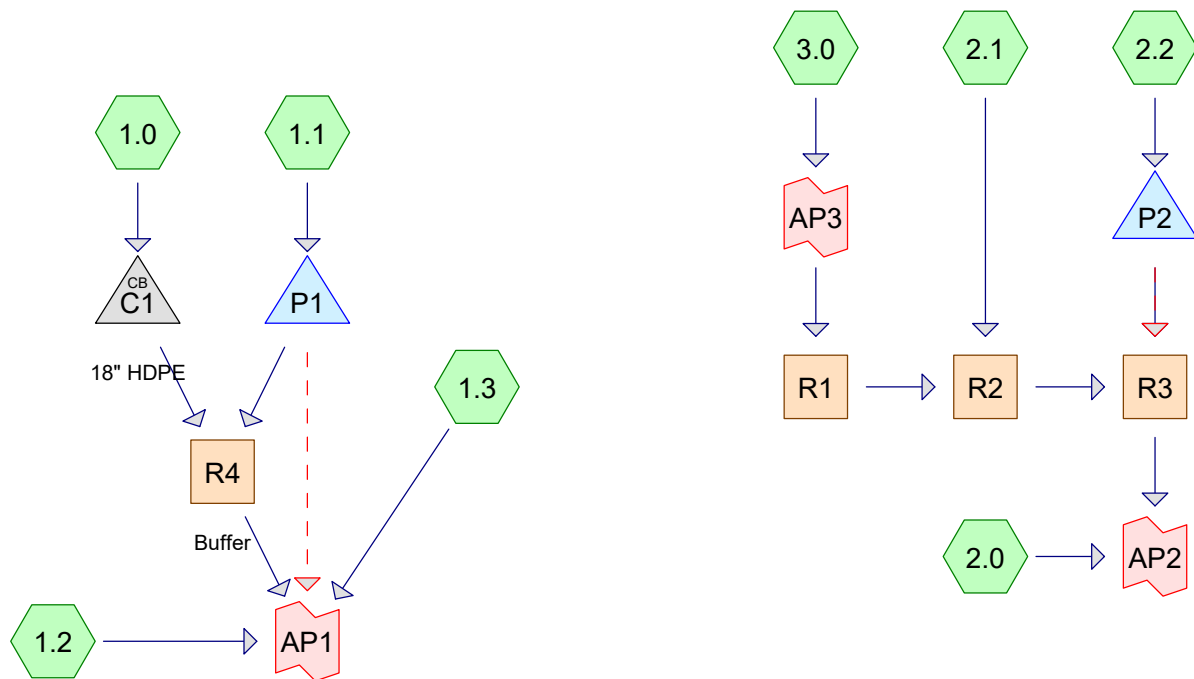 3.0
2.1
2.2
1.0
1.1
AP3
P2
CB
C1
P1
18" HDPE
1.3
R1
R2
R3
R4
Buffer
2.0
AP2
1.2
AP1